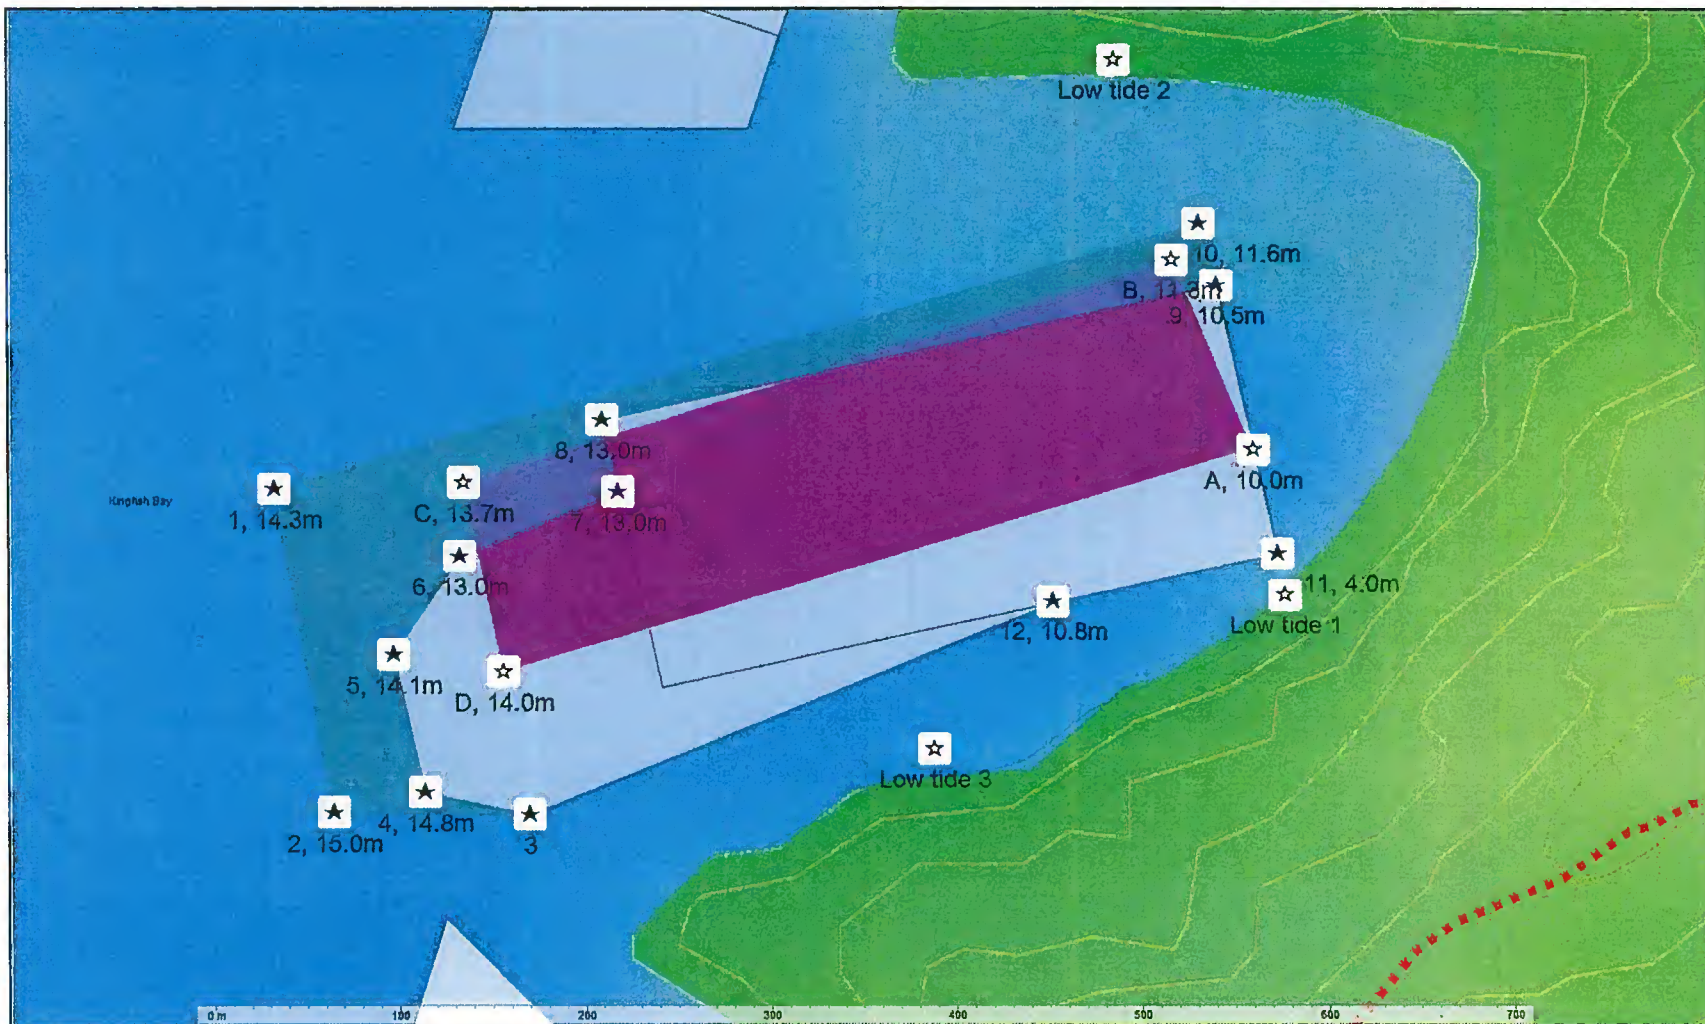 Low tide 2
10, 11.6m
B, 11.3m
9, 10.5m
8, 13.0m
A, 10.0m
Kingfish Bay
1, 14.3m
C, 13.7m
7, 13.0m
6, 13.0m
11, 4.0m
12, 10.8m
Low tide 1
5, 14.1m
D, 14.0m
Low tide 3
2, 15.0m
4, 14.8m
3
0 m 100 200 300 400 500 600 700